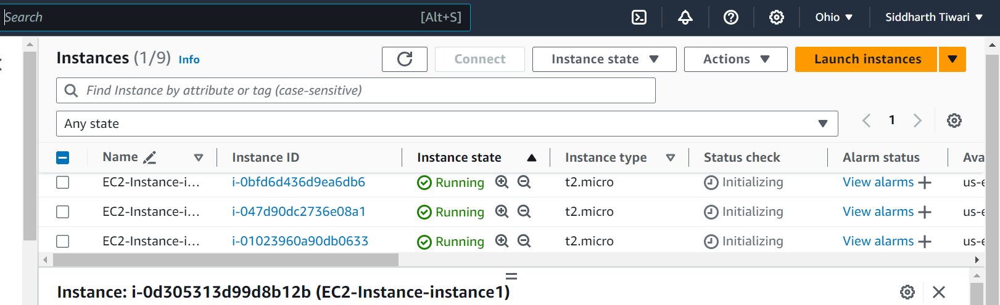 Search [Alt+S] Ohio Siddharth Tiwari
Instances (1/9) Info Connect Instance state Actions Launch instances
Find Instance by attribute or tag (case-sensitive)
Any state 1
Name Instance ID Instance state Instance type Status check Alarm status Ava
EC2-Instance-i... i-0bfd6d436d9ea6db6 Running t2.micro Initializing View alarms us-e
EC2-Instance-i... i-047d90dc2736e08a1 Running t2.micro Initializing View alarms us-e
EC2-Instance-i... i-01023960a90db0633 Running t2.micro Initializing View alarms us-e
Instance: i-0d305313d99d8b12b (EC2-Instance-instance1)